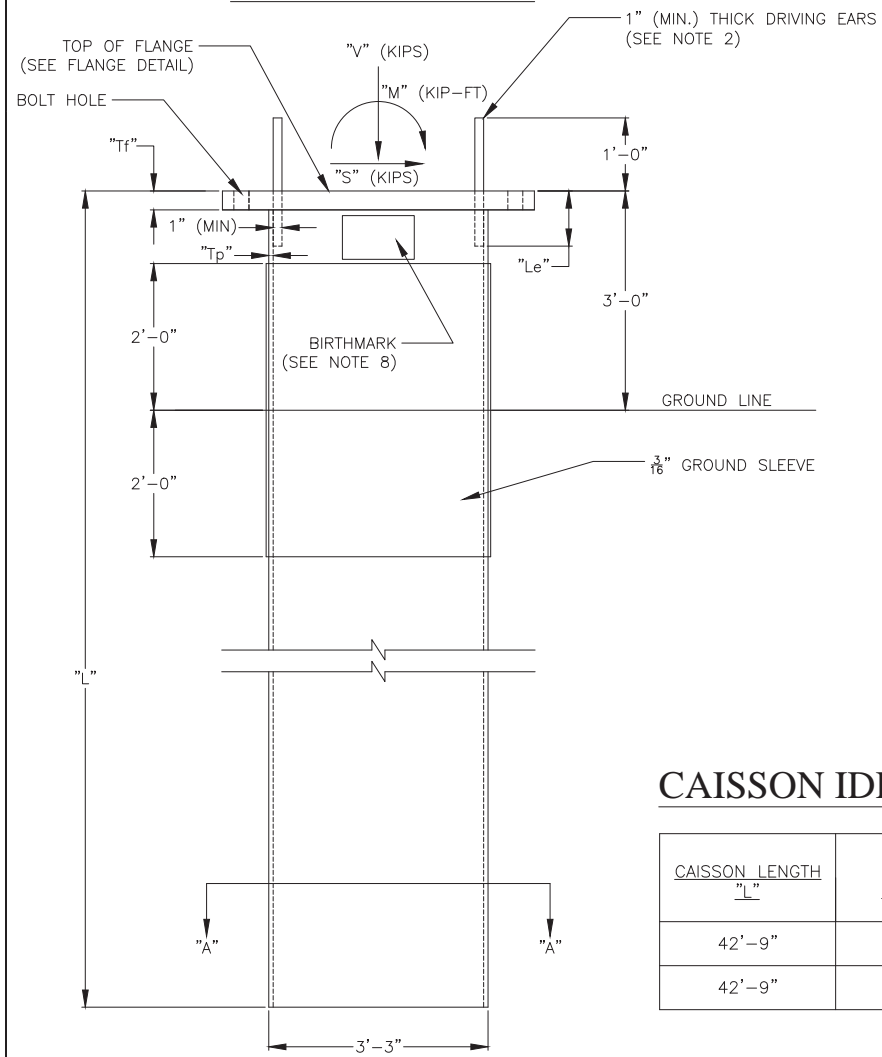 1" (MIN.) THICK DRIVING EARS
(SEE NOTE 2)
TOP OF FLANGE
(SEE FLANGE DETAIL)
"V" (KIPS)
BOLT HOLE
"M" (KIP-FT)
"Tf"
1'-0"
"S" (KIPS)
1" (MIN)
"Tp"
"Le"
3'-0"
2'-0"
BIRTHMARK
(SEE NOTE 8)
GROUND LINE
3/16" GROUND SLEEVE
2'-0"
"L"
"A"
"A"
3'-3"
CAISSON
CAISSON LENGTH
"L"
42'-9"
42'-9"